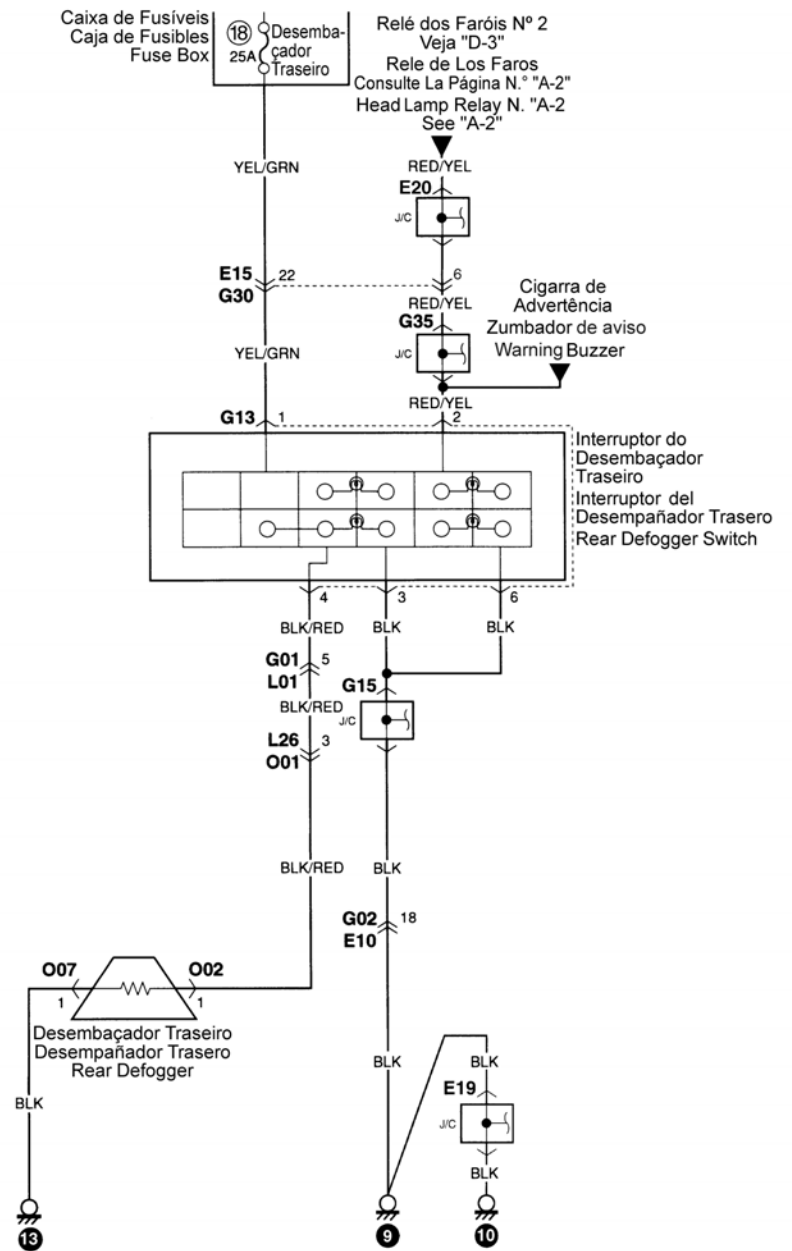 Caixa de Fusíveis
Caja de Fusibles
Fuse Box
18
25A
Desemba-
çador
Traseiro
Relé dos Faróis Nº 2
Veja "D-3"
Rele de Los Faros
Consulte La Página N.° "A-2"
Head Lamp Relay N. "A-2
See "A-2"
YEL/GRN
RED/YEL
E20
J/C
E15
22
6
G30
RED/YEL
G35
J/C
Cigarra de
Advertência
Zumbador de aviso
Warning Buzzer
YEL/GRN
RED/YEL
G13
1
2
Interruptor do
Desembaçador
Traseiro
Interruptor del
Desempañador Trasero
Rear Defogger Switch
4
3
6
BLK/RED
BLK
BLK
G01
5
L01
G15
BLK/RED
J/C
L26
3
O01
BLK/RED
BLK
G02
18
E10
O07
O02
1
1
Desembaçador Traseiro
Desempañador Trasero
Rear Defogger
BLK
BLK
BLK
E19
J/C
BLK
13
9
10